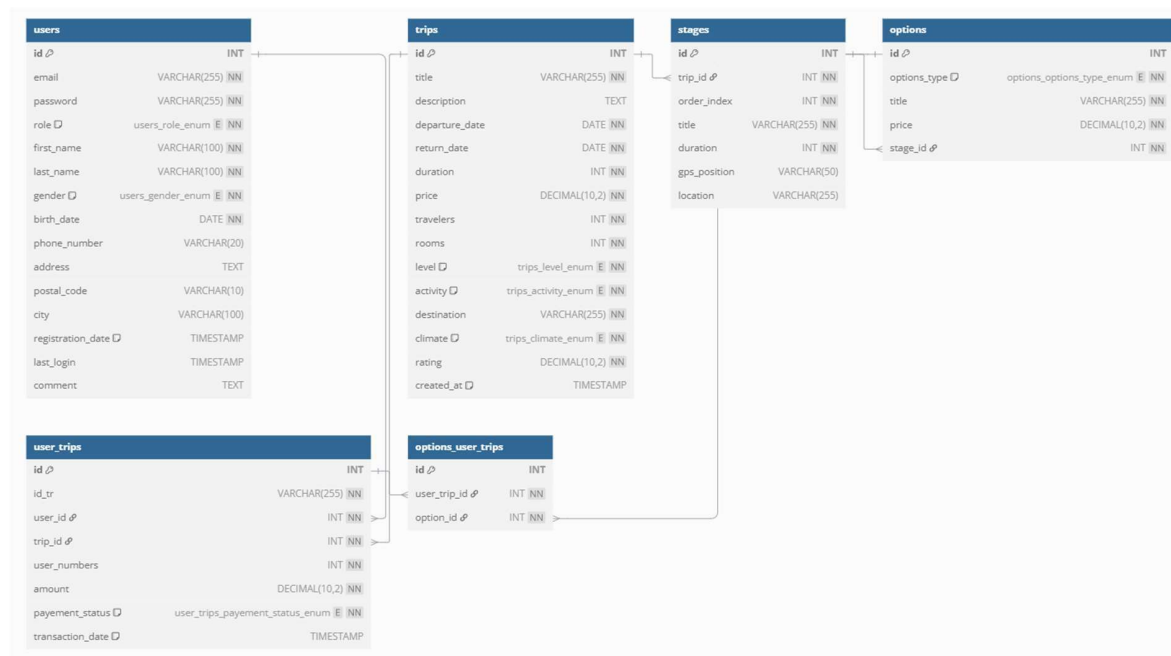 users
id INT
email VARCHAR(255) NN
password VARCHAR(255) NN
role users_role_enum E NN
first_name VARCHAR(100) NN
last_name VARCHAR(100) NN
gender users_gender_enum E NN
birth_date DATE NN
phone_number VARCHAR(20)
address TEXT
postal_code VARCHAR(10)
city VARCHAR(100)
registration_date TIMESTAMP
last_login TIMESTAMP
comment TEXT
trips
id INT
title VARCHAR(255) NN
description TEXT
departure_date DATE NN
return_date DATE NN
duration INT NN
price DECIMAL(10,2) NN
travelers INT NN
rooms INT NN
level trips_level_enum E NN
activity trips_activity_enum E NN
destination VARCHAR(255) NN
climate trips_climate_enum E NN
rating DECIMAL(10,2) NN
created_at TIMESTAMP
stages
id INT
trip_id INT NN
order_index INT NN
title VARCHAR(255) NN
duration INT NN
gps_position VARCHAR(50)
location VARCHAR(255)
options
id INT
options_type options_options_type_enum E NN
title VARCHAR(255) NN
price DECIMAL(10,2) NN
stage_id INT NN
user_trips
id INT
id_tr VARCHAR(255) NN
user_id INT NN
trip_id INT NN
user_numbers INT NN
amount DECIMAL(10,2) NN
payement_status user_trips_payement_status_enum E NN
transaction_date TIMESTAMP
options_user_trips
id INT
user_trip_id INT NN
option_id INT NN